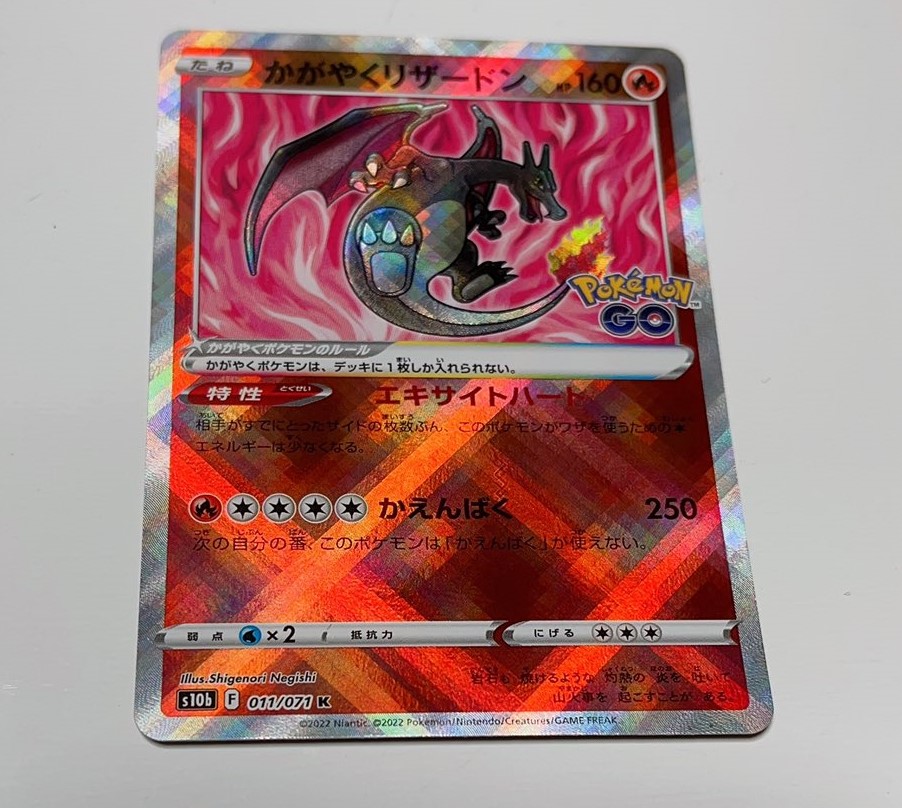 たね かがやくリザードン HP 160
Pokémon GO
かがやくポケモンのルール
かがやくポケモンは、デッキに1枚しか入れられない。
特性 エキサイトハート
相手がすでにとったサイドの枚数ぶん、このポケモンがワザを使うための
エネルギーは少なくなる。
かえんばく 250
次の自分の番、このポケモンは「かえんばく」が使えない。
弱点 ×2 抵抗力 にげる
Illus.Shigenori Negishi
岩石も 焼けるような 灼熱の 炎を 吐いて
山火事を 起こすことが ある。
s10b F 011/071 K
©2022 Niantic. ©2022 Pokémon/Nintendo/Creatures/GAME FREAK.